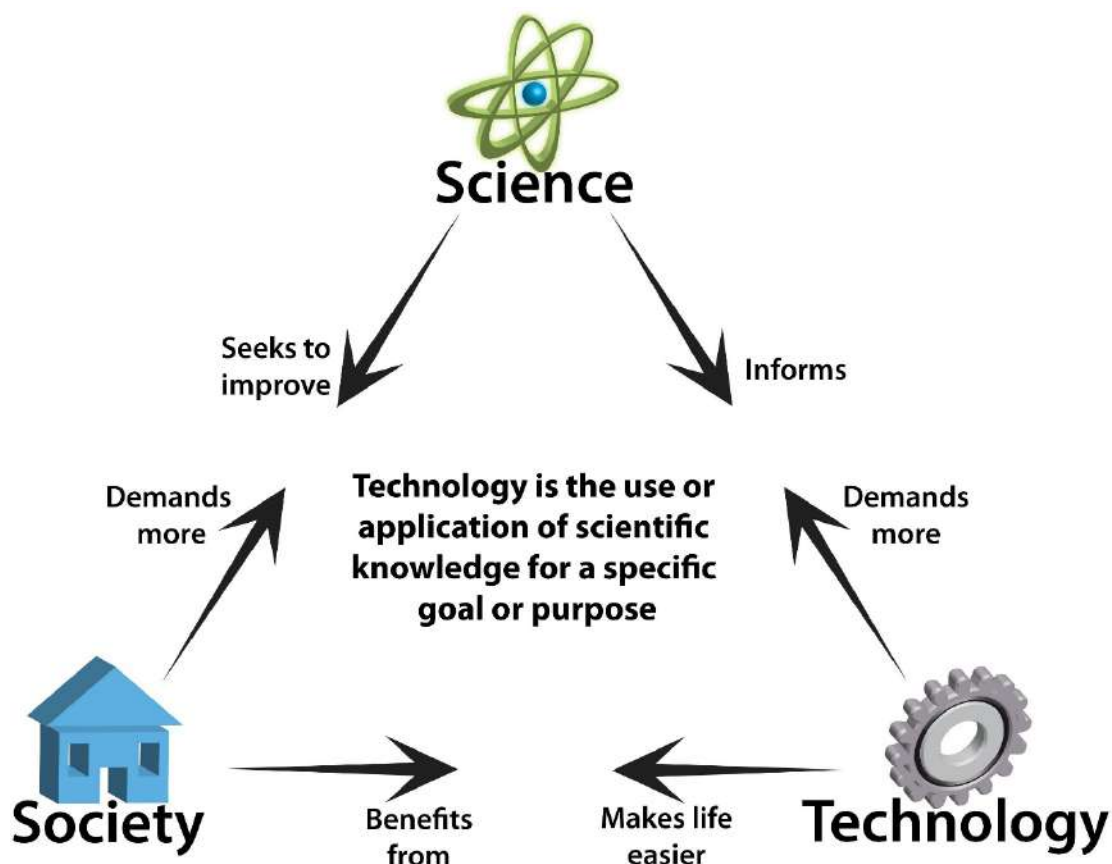 Science
Seeks to
improve
Informs
Demands
more
Technology is the use or
application of scientific
knowledge for a specific
goal or purpose
Demands
more
Society
Benefits
from
Makes life
easier
Technology